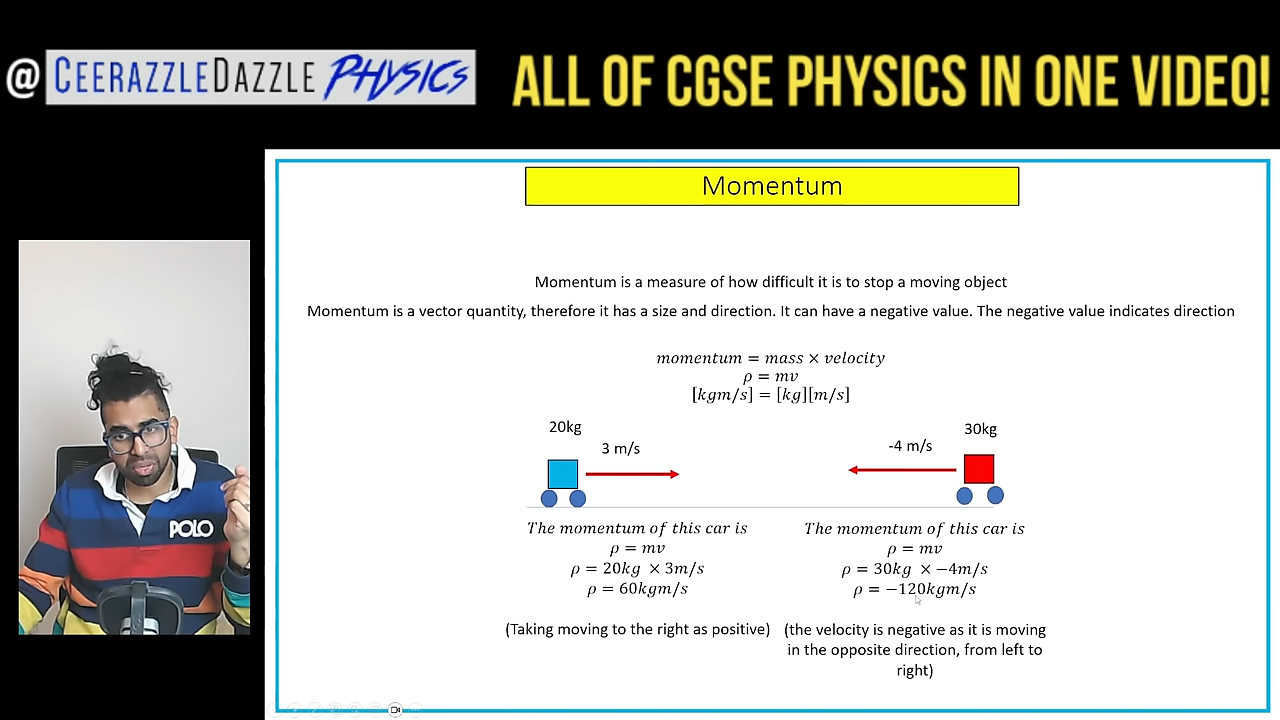 @ CEERAZZLEDAZZLE PHYSICS
ALL OF CGSE PHYSICS IN ONE VIDEO!
Momentum
Momentum is a measure of how difficult it is to stop a moving object
Momentum is a vector quantity, therefore it has a size and direction. It can have a negative value. The negative value indicates direction
momentum = mass × velocity
ρ = mv
[kgm/s] = [kg][m/s]
20kg
3 m/s
30kg
-4 m/s
The momentum of this car is
ρ = mv
ρ = 20kg × 3m/s
ρ = 60kgm/s
(Taking moving to the right as positive)
The momentum of this car is
ρ = mv
ρ = 30kg × −4m/s
ρ = −120kgm/s
(the velocity is negative as it is moving
in the opposite direction, from left to
right)
POLO